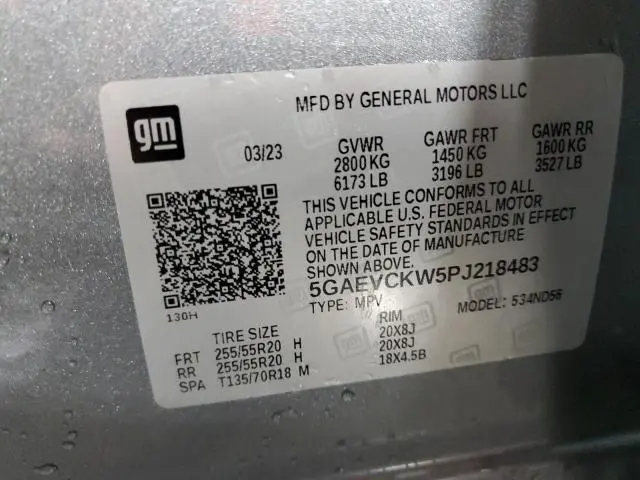 gm
MFD BY GENERAL MOTORS LLC
03/23 GVWR GAWR FRT GAWR RR
2800 KG 1450 KG 1600 KG
6173 LB 3196 LB 3527 LB
THIS VEHICLE CONFORMS TO ALL
APPLICABLE U.S. FEDERAL MOTOR
VEHICLE SAFETY STANDARDS IN EFFECT
ON THE DATE OF MANUFACTURE
SHOWN ABOVE.
5GAEVCKW5PJ218483
130H
TYPE: MPV MODEL: 534ND56
TIRE SIZE RIM
FRT 255/55R20 H 20X8J
RR 255/55R20 H 20X8J
SPA T135/70R18 M 18X4.5B